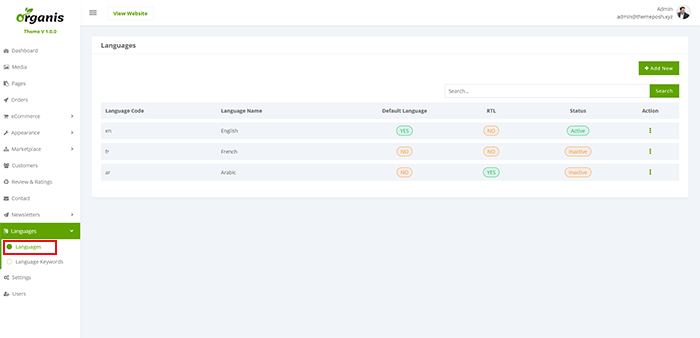 Organis
Theme V 1.0.0
Dashboard
Media
Pages
Orders
eCommerce
Appearance
Marketplace
Customers
Review & Ratings
Contact
Newsletters
Languages
Languages
Language Keywords
Settings
Users
View Website
Admin
admin@themeposh.xyz
Languages
+ Add New
Search... Search
Language Code Language Name Default Language RTL Status Action
en English YES NO Active
fr French NO NO Inactive
ar Arabic NO YES Inactive